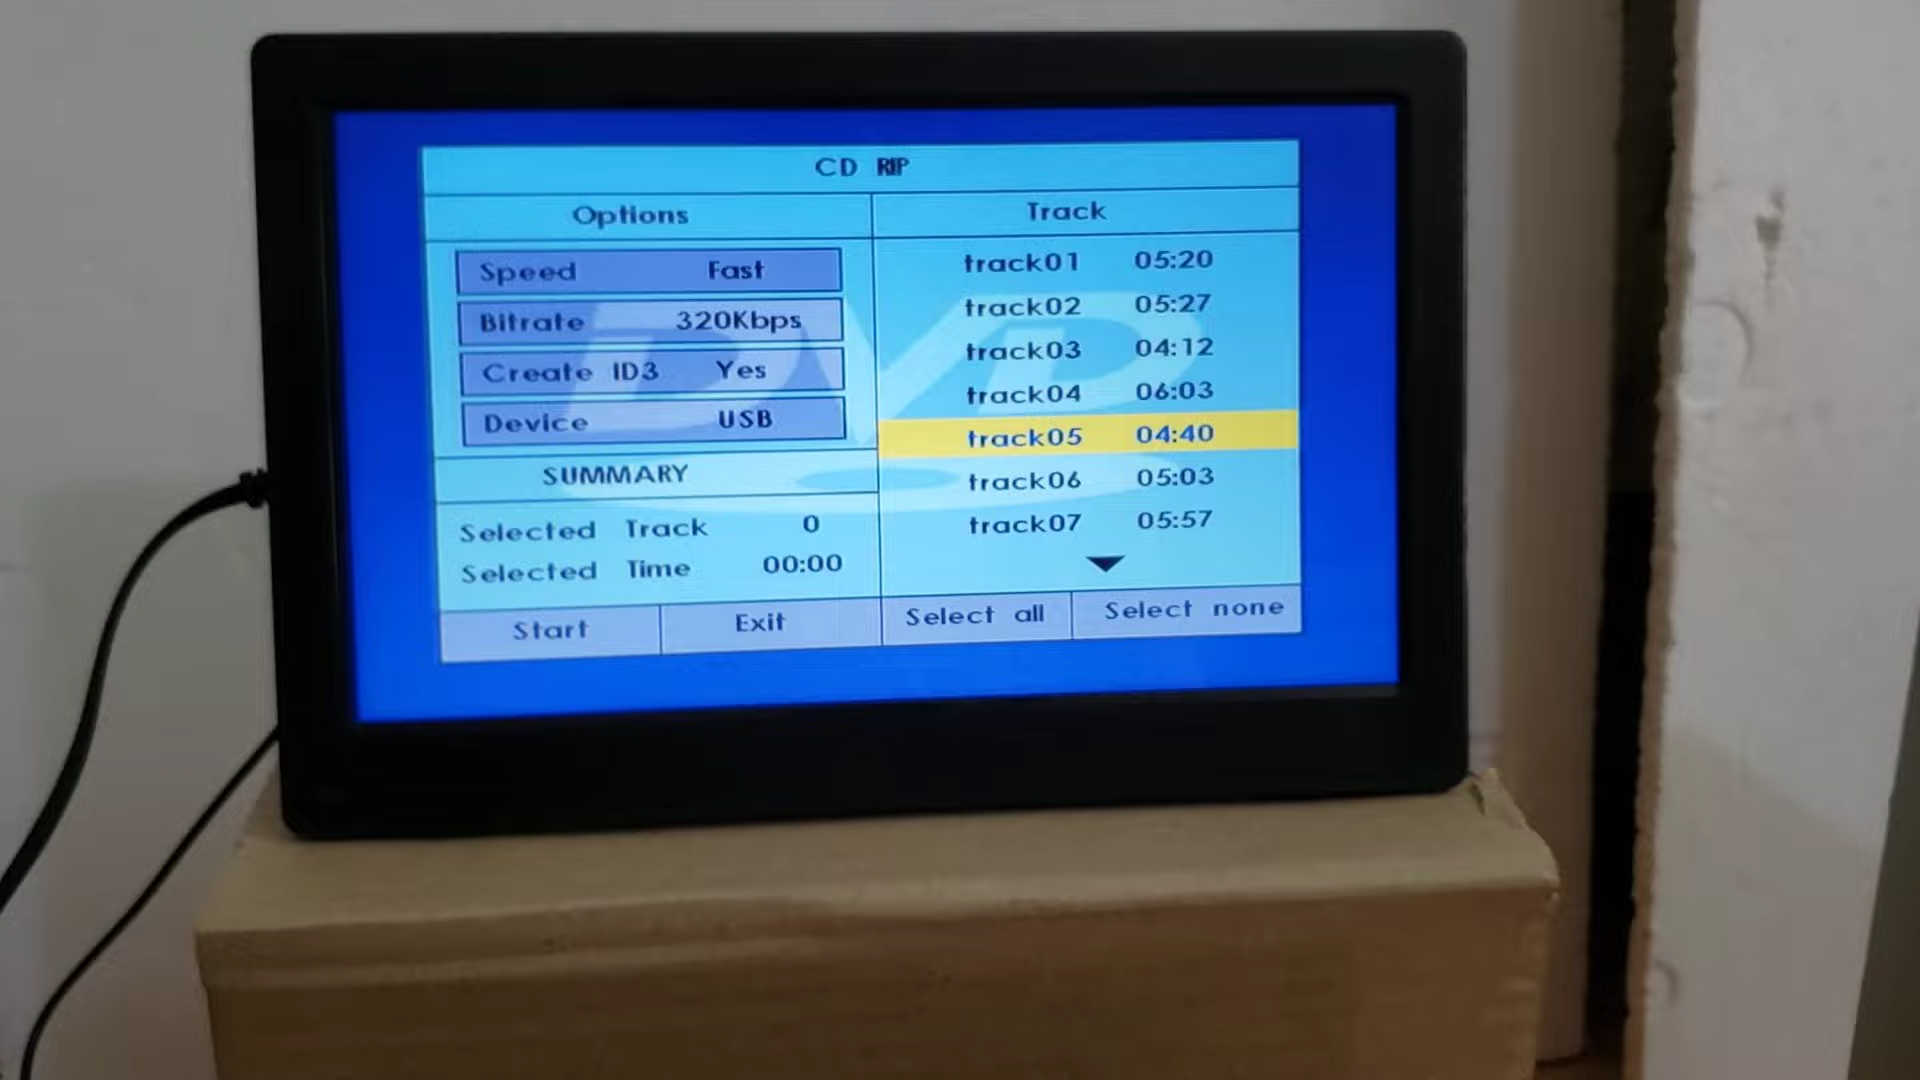 CD RIP
Options
Speed Fast
Bitrate 320Kbps
Create ID3 Yes
Device USB
SUMMARY
Selected Track 0
Selected Time 00:00
Start Exit
Track
track01 05:20
track02 05:27
track03 04:12
track04 06:03
track05 04:40
track06 05:03
track07 05:57
Select all Select none
DVD